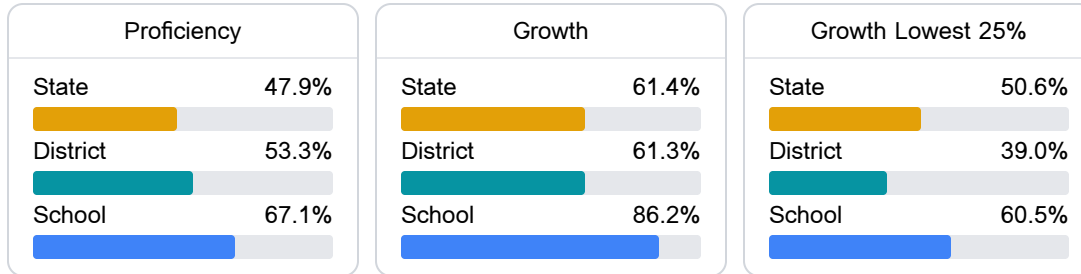 Proficiency
State 47.9%
District 53.3%
School 67.1%
Growth
State 61.4%
District 61.3%
School 86.2%
Growth Lowest 25%
State 50.6%
District 39.0%
School 60.5%